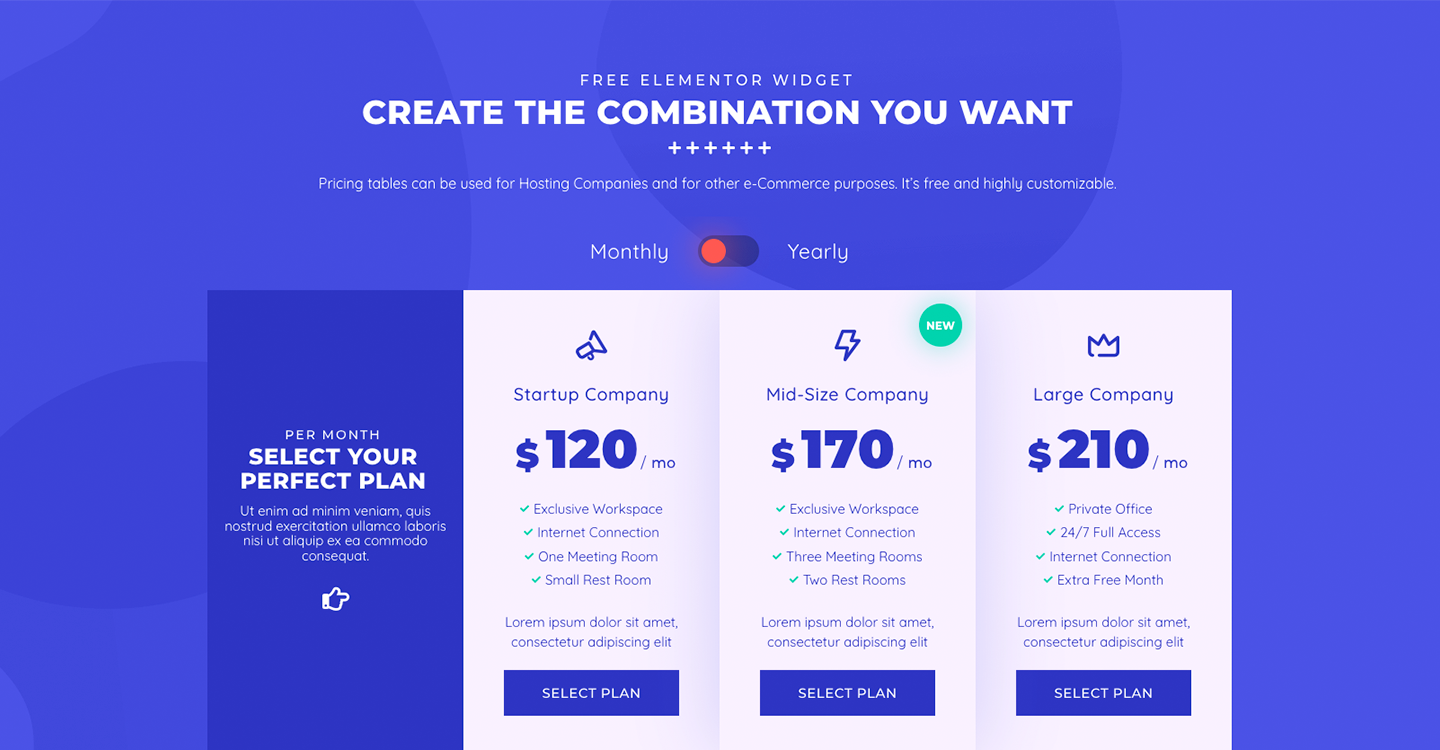 FREE ELEMENTOR WIDGET
CREATE THE COMBINATION YOU WANT
++++++
Pricing tables can be used for Hosting Companies and for other e-Commerce purposes. It's free and highly customizable.
Monthly Yearly
PER MONTH
SELECT YOUR
PERFECT PLAN
Ut enim ad minim veniam, quis
nostrud exercitation ullamco laboris
nisi ut aliquip ex ea commodo
consequat.
Startup Company
$ 120 / mo
Exclusive Workspace
Internet Connection
One Meeting Room
Small Rest Room
Lorem ipsum dolor sit amet,
consectetur adipiscing elit
SELECT PLAN
NEW
Mid-Size Company
$ 170 / mo
Exclusive Workspace
Internet Connection
Three Meeting Rooms
Two Rest Rooms
Lorem ipsum dolor sit amet,
consectetur adipiscing elit
SELECT PLAN
Large Company
$ 210 / mo
Private Office
24/7 Full Access
Internet Connection
Extra Free Month
Lorem ipsum dolor sit amet,
consectetur adipiscing elit
SELECT PLAN